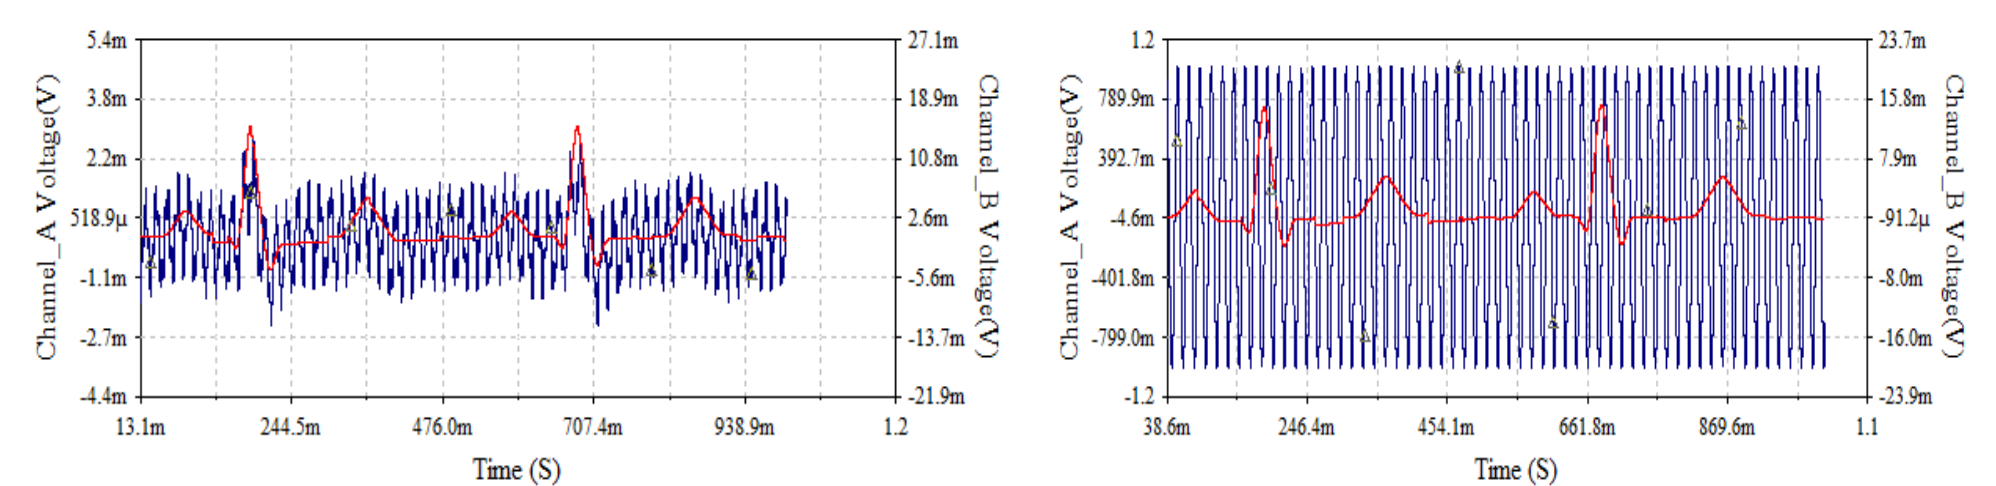 5.4m
3.8m
2.2m
518.9µ
-1.1m
-2.7m
-4.4m
Channel_A Voltage(V)
27.1m
18.9m
10.8m
2.6m
-5.6m
-13.7m
-21.9m
Channel_B Voltage(V)
13.1m 244.5m 476.0m 707.4m 938.9m 1.2
Time (S)
1.2
789.9m
392.7m
-4.6m
-401.8m
-799.0m
-1.2
Channel_A Voltage(V)
23.7m
15.8m
7.9m
-91.2µ
-8.0m
-16.0m
-23.9m
Channel_B Voltage(V)
38.6m 246.4m 454.1m 661.8m 869.6m 1.1
Time (S)